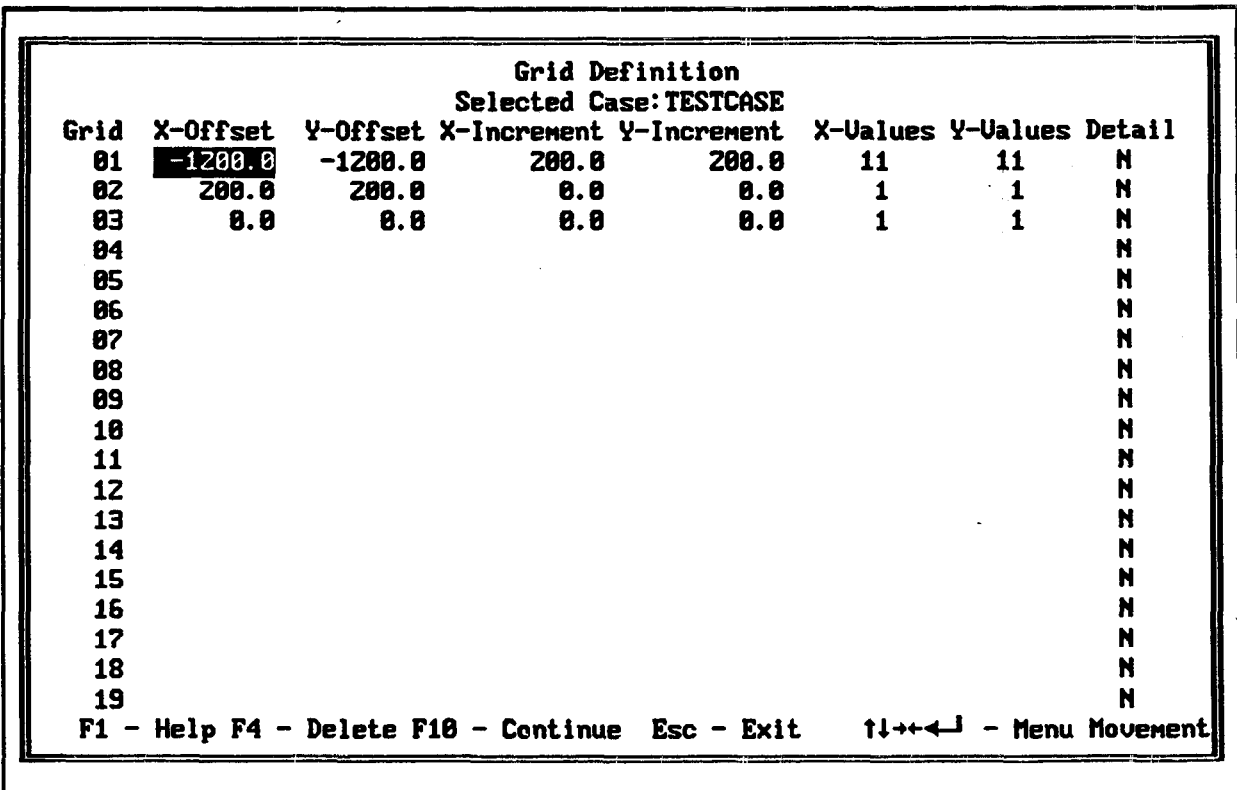 Grid Definition
Selected Case:TESTCASE
Grid X-Offset Y-Offset X-Increment Y-Increment X-Values Y-Values Detail
01 -1200.0 -1200.0 200.0 200.0 11 11 N
02 200.0 200.0 0.0 0.0 1 1 N
03 0.0 0.0 0.0 0.0 1 1 N
04 N
05 N
06 N
07 N
08 N
09 N
10 N
11 N
12 N
13 N
14 N
15 N
16 N
17 N
18 N
19 N
F1 - Help F4 - Delete F10 - Continue Esc - Exit ↑↓→←◄┘ - Menu Movement